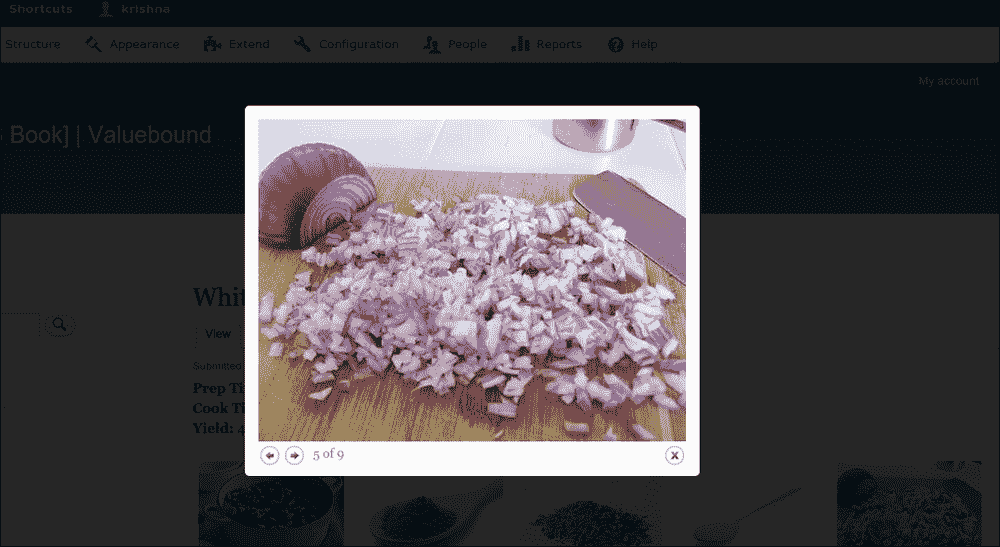 Shortcuts krishna
Structure Appearance Extend Configuration People Reports Help
My account
Book] | Valuebound
Whit
View
Submitted
Prep Ti
Cook Ti
Yield: 4
5 of 9